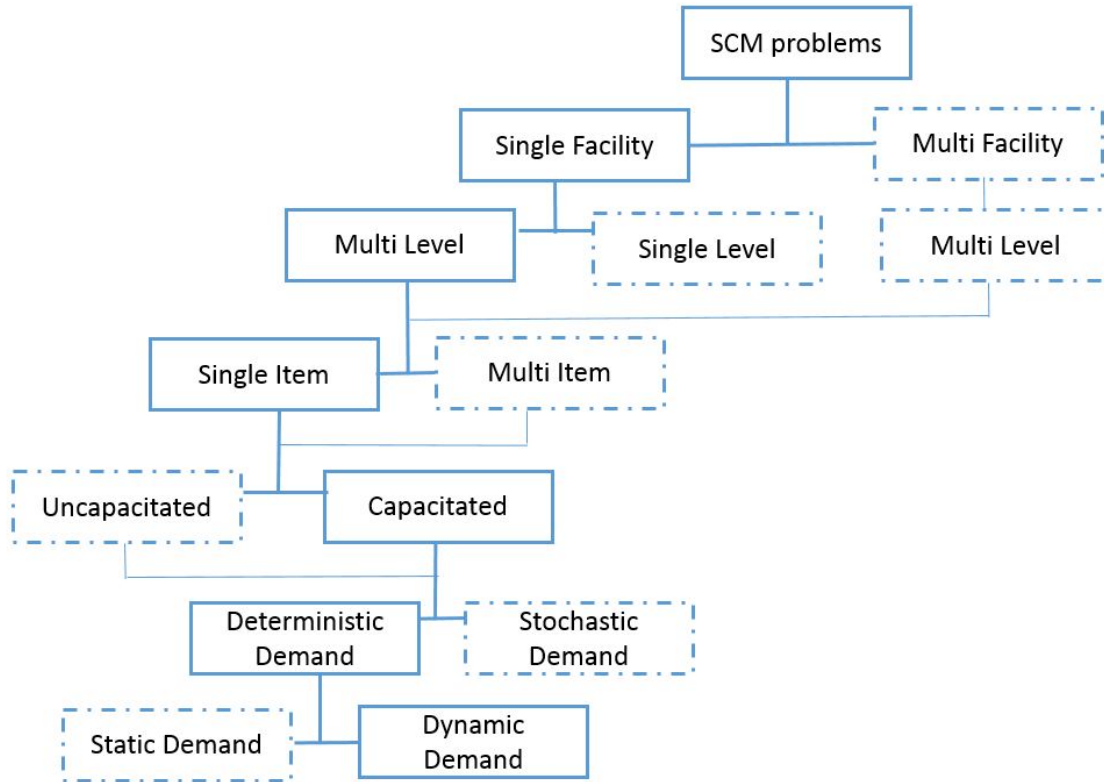 SCM problems
Single Facility
Multi Facility
Multi Level
Single Level
Multi Level
Single Item
Multi Item
Uncapacitated
Capacitated
Deterministic
Demand
Stochastic
Demand
Static Demand
Dynamic
Demand